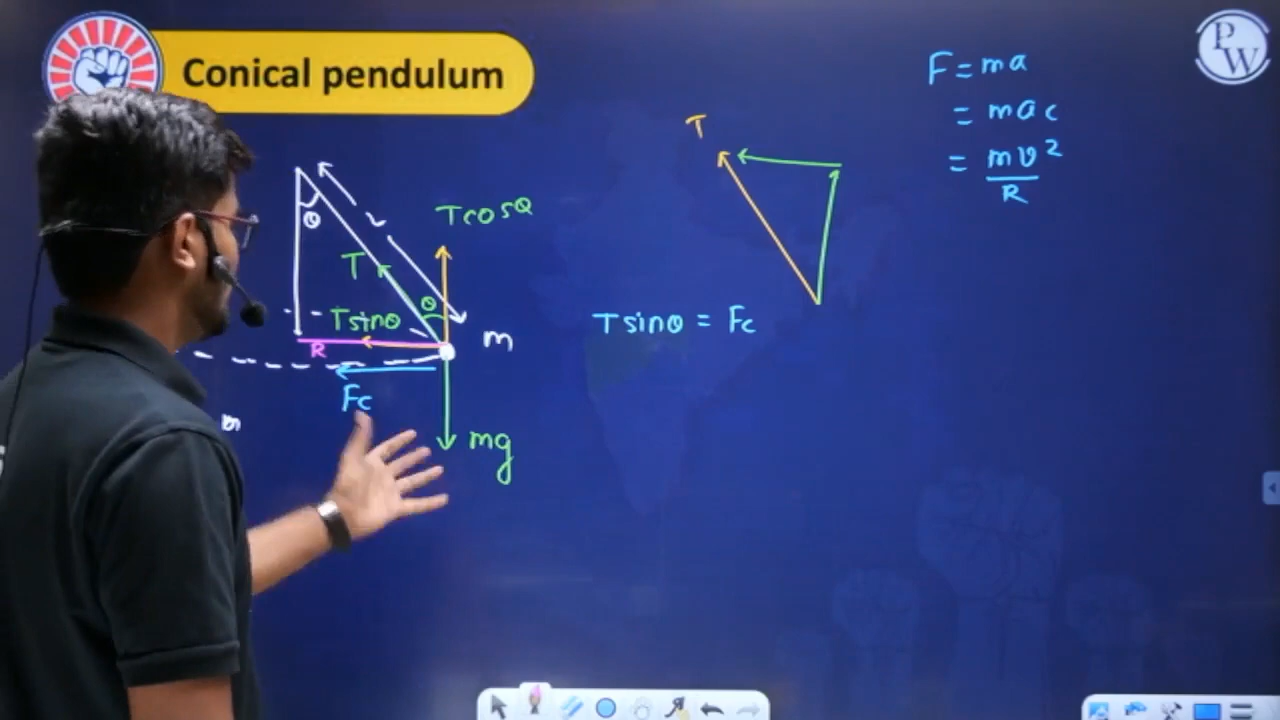 Conical pendulum
PW
F = ma
= mac
= mv²
R
T
Tcosθ
θ
T
θ
Tsinθ
R
m
Tsinθ = Fc
Fc
mg